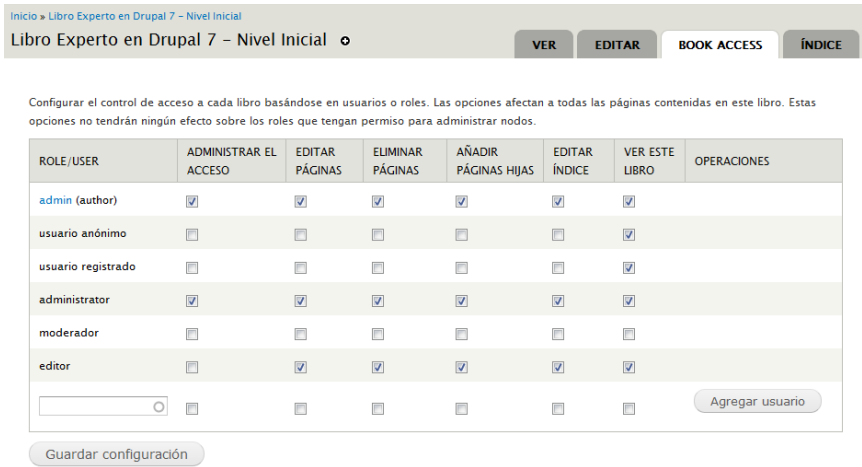 Inicio » Libro Experto en Drupal 7 – Nivel Inicial
Libro Experto en Drupal 7 – Nivel Inicial
VER EDITAR BOOK ACCESS ÍNDICE
Configurar el control de acceso a cada libro basándose en usuarios o roles. Las opciones afectan a todas las páginas contenidas en este libro. Estas
opciones no tendrán ningún efecto sobre los roles que tengan permiso para administrar nodos.
ROLE/USER ADMINISTRAR EL ACCESO EDITAR PÁGINAS ELIMINAR PÁGINAS AÑADIR PÁGINAS HIJAS EDITAR ÍNDICE VER ESTE LIBRO OPERACIONES
admin (author)
usuario anónimo
usuario registrado
administrator
moderador
editor
Agregar usuario
Guardar configuración